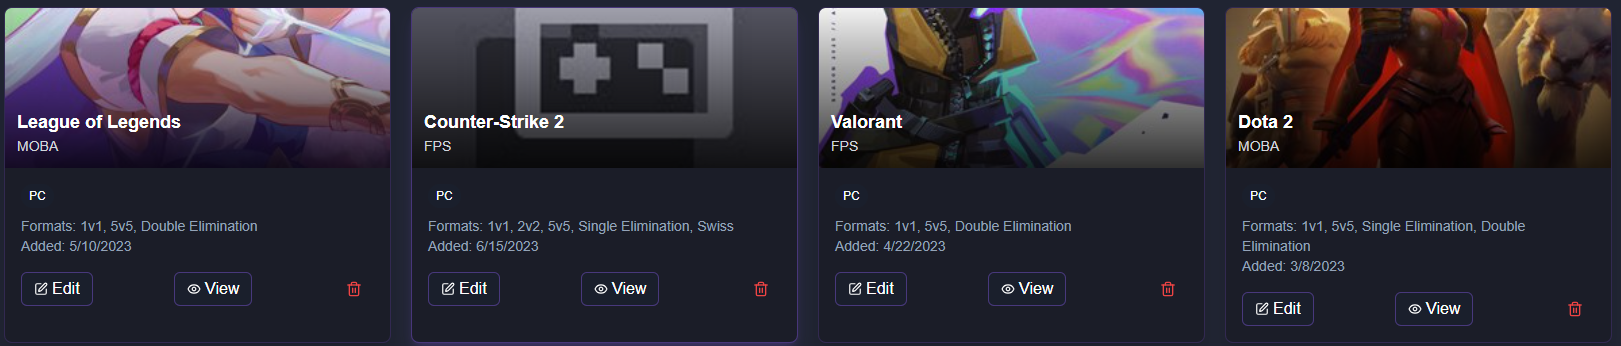 League of Legends
MOBA
PC
Formats: 1v1, 5v5, Double Elimination
Added: 5/10/2023
Edit
View
Counter-Strike 2
FPS
PC
Formats: 1v1, 2v2, 5v5, Single Elimination, Swiss
Added: 6/15/2023
Edit
View
Valorant
FPS
PC
Formats: 1v1, 5v5, Double Elimination
Added: 4/22/2023
Edit
View
Dota 2
MOBA
PC
Formats: 1v1, 5v5, Single Elimination, Double
Elimination
Added: 3/8/2023
Edit
View